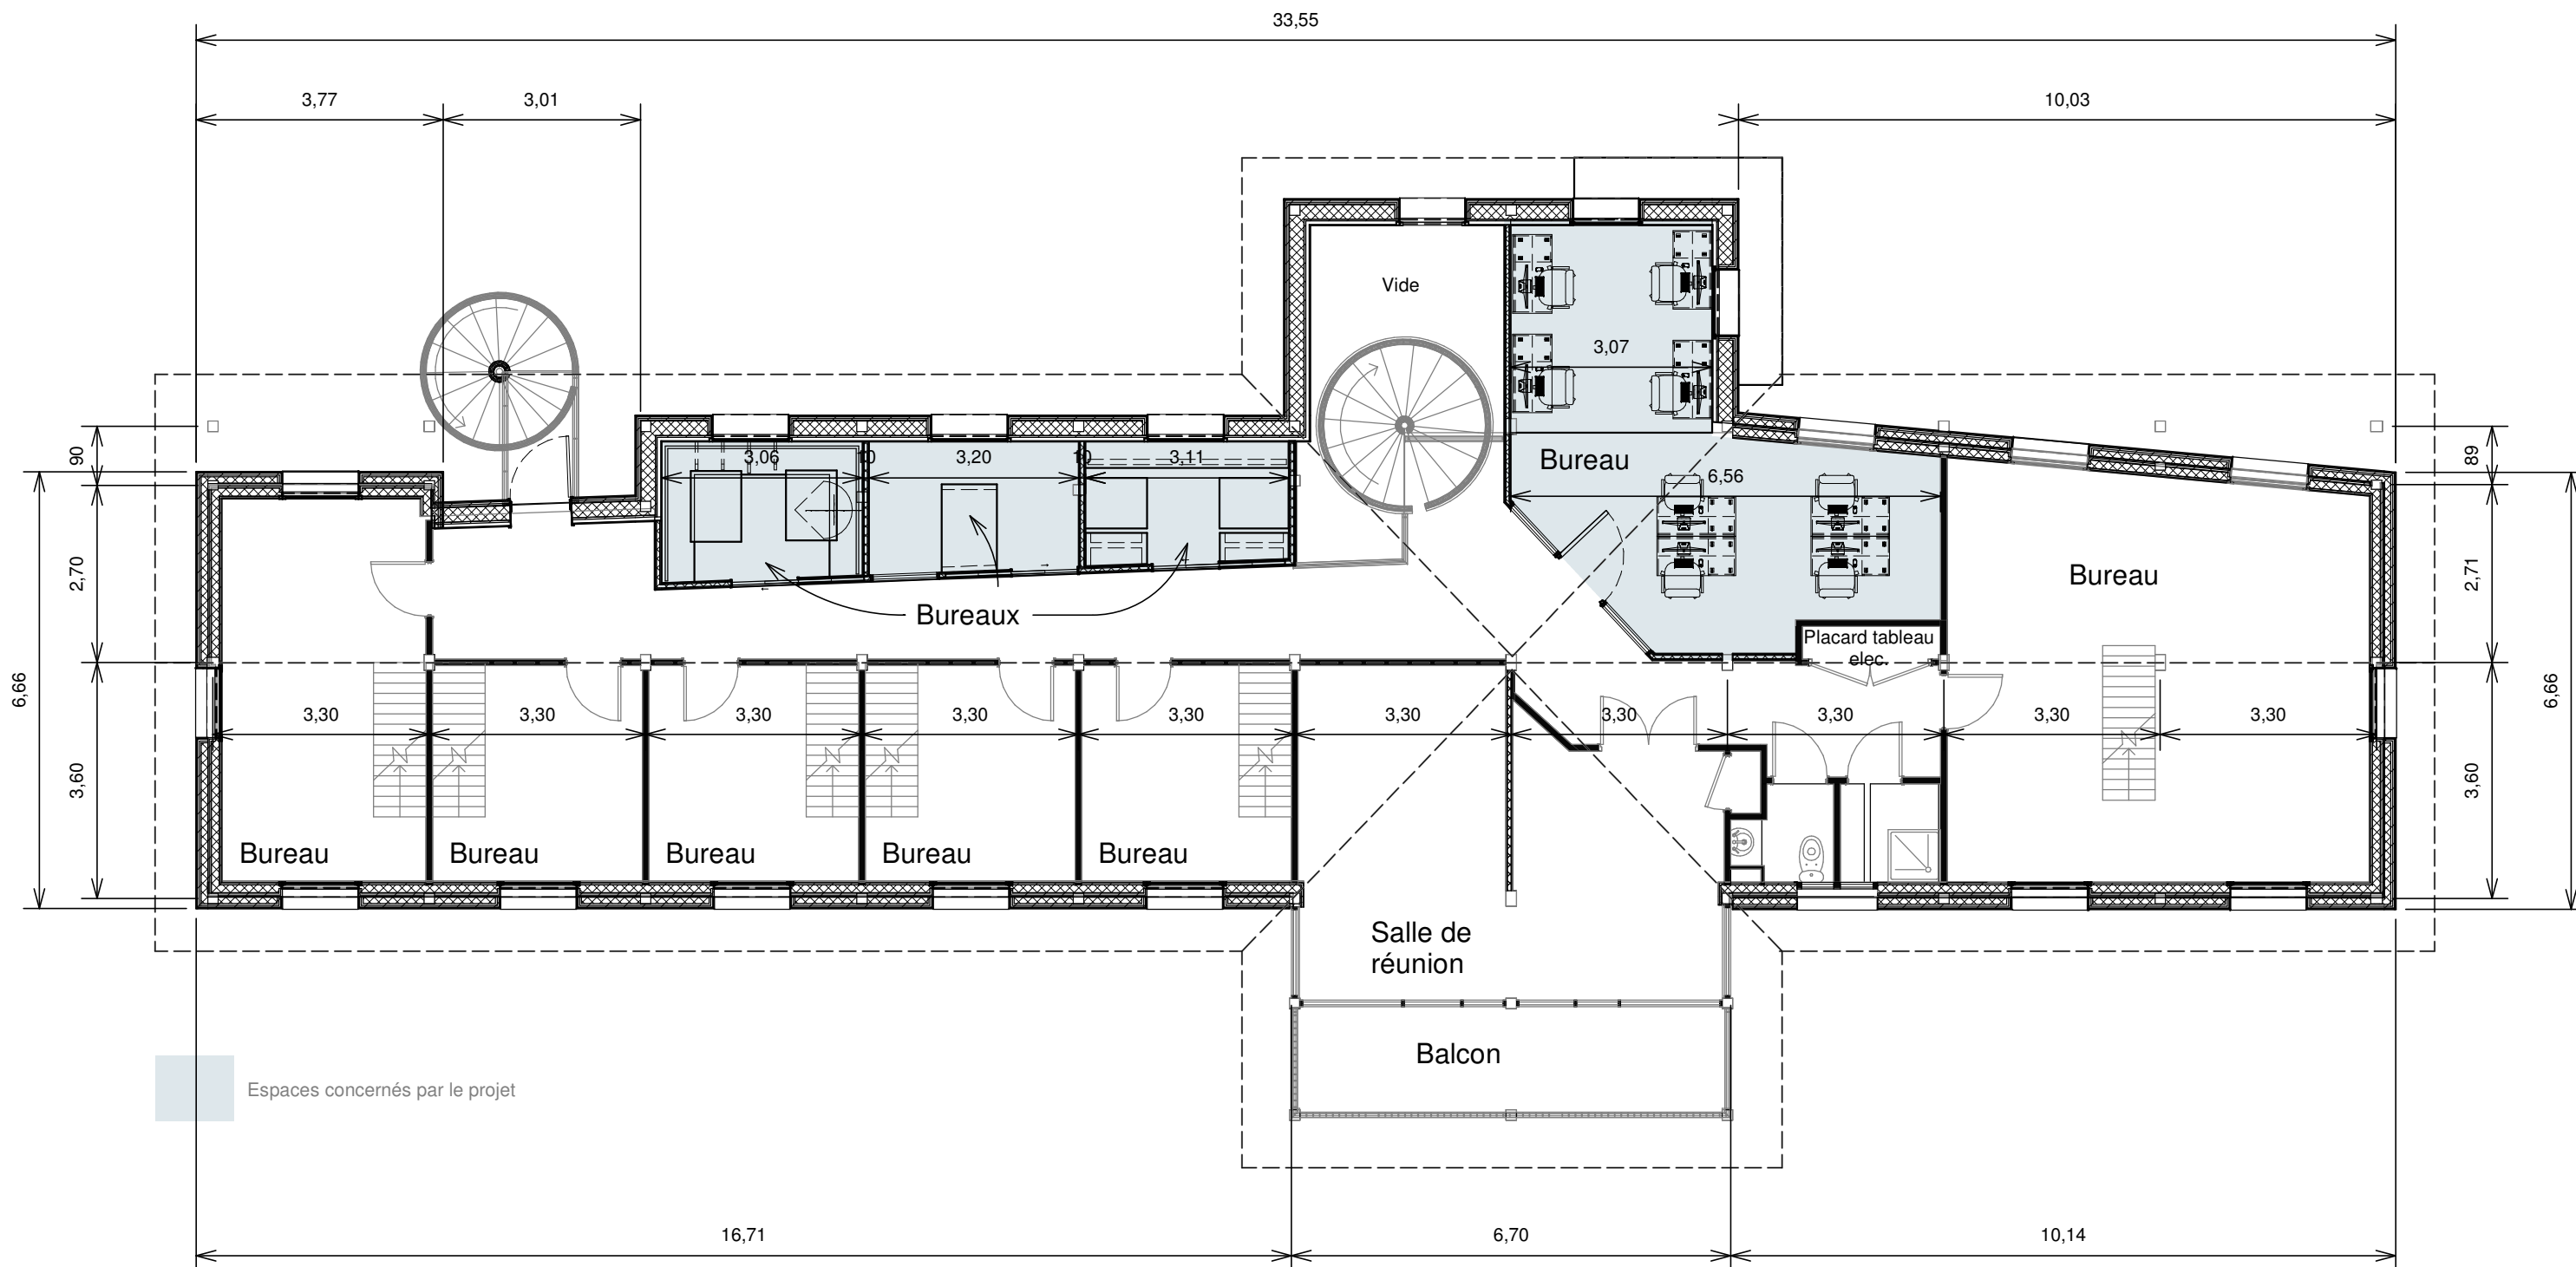 33,55
3,77
3,01
10,03
Vide
3,07
90
3,06
10
3,20
10
3,11
Bureau
89
6,56
2,70
Bureaux
Bureau
2,71
Placard tableau
elec.
6,66
6,66
3,30
3,30
3,30
3,30
3,30
3,30
3,30
3,30
3,30
3,30
3,60
3,60
Bureau
Bureau
Bureau
Bureau
Bureau
Salle de
réunion
Balcon
Espaces concernés par le projet
16,71
6,70
10,14